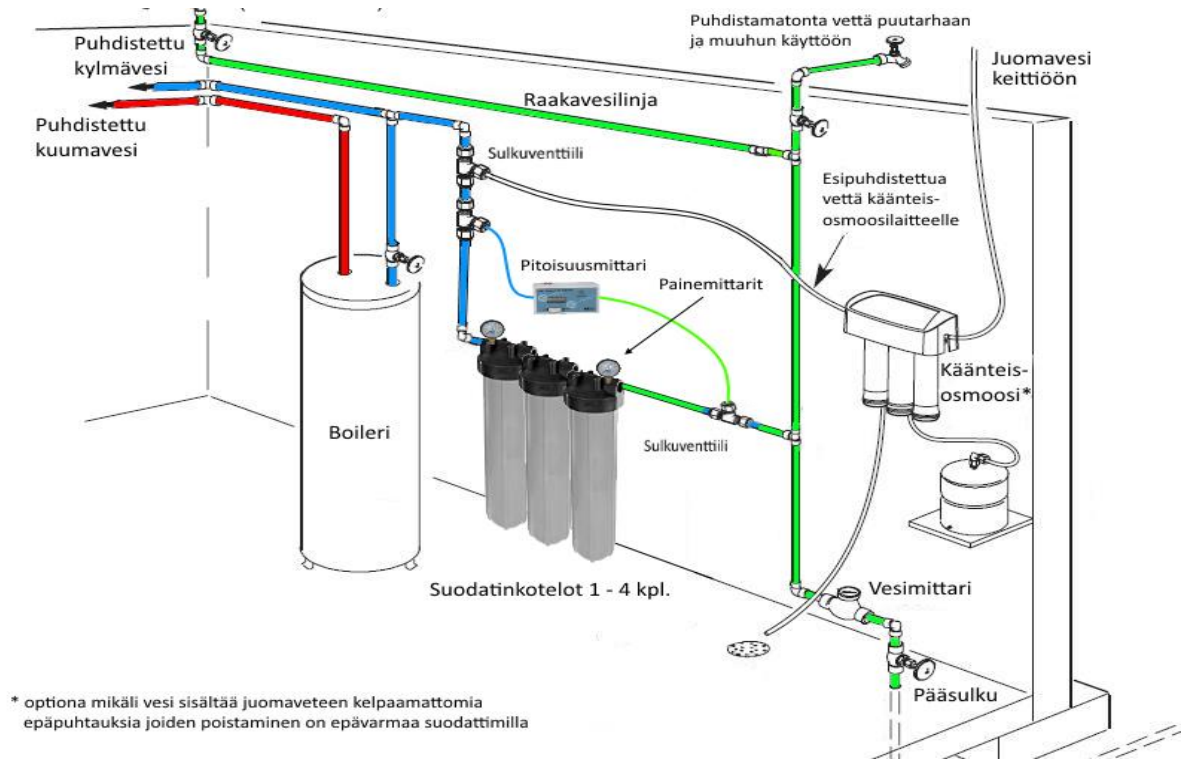 Puhdistettu
kylmävesi
Puhdistettu
kuumavesi
Raakavesilinja
Puhdistamatonta vettä puutarhaan
ja muuhun käyttöön
Juomavesi
keittiöön
Sulkuventtiili
Esipuhdistettua
vettä käänteis-
osmoosilaitteelle
Pitoisuusmittari
Painemittarit
Käänteis-
osmoosi*
Boileri
Sulkuventtiili
Suodatinkotelot 1 - 4 kpl.
Vesimittari
Pääsulku
* optiona mikäli vesi sisältää juomaveteen kelpaamattomia
epäpuhtauksia joiden poistaminen on epävarmaa suodattimilla